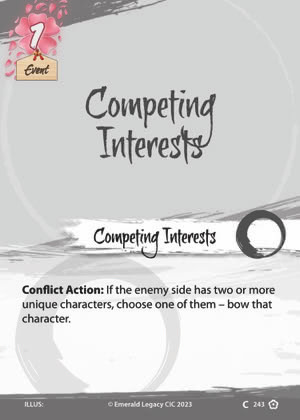 1
Event
Competing
Interests
Competing Interests
Conflict Action: If the enemy side has two or more
unique characters, choose one of them – bow that
character.
ILLUS: © Emerald Legacy CIC 2023 C 243